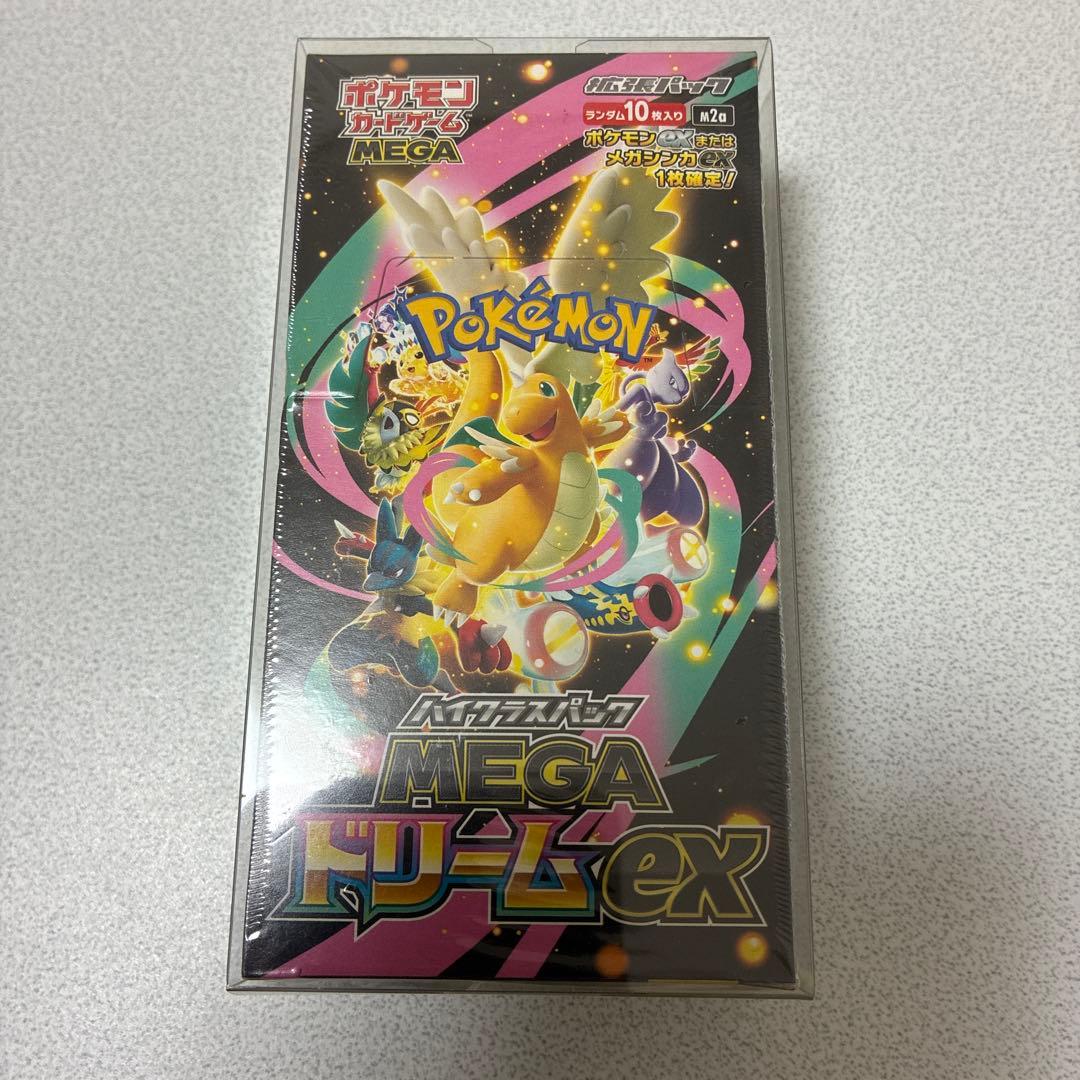 ポケモン
カードゲーム™
MEGA
拡張パック
ランダム10枚入り
m2a
ポケモンexまたは
メガシンカex
1枚確定!
POKéMON™
ハイクラスパック
MEGA
ドリームex